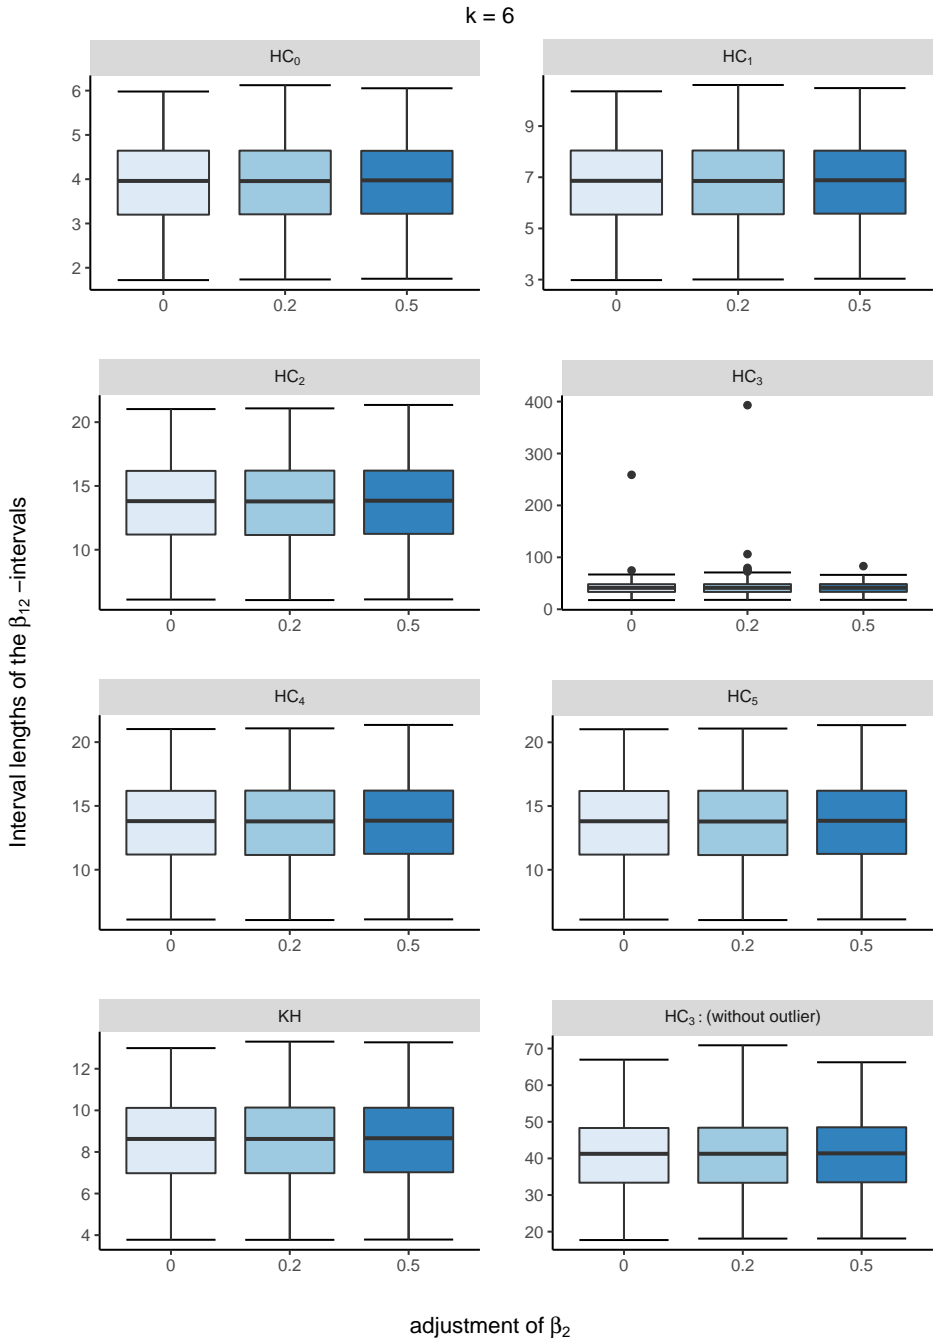 k = 6
HC₀
6
5
4
3
2
0 0.2 0.5
HC₁
9
7
5
3
0 0.2 0.5
HC₂
20
15
10
0 0.2 0.5
HC₃
400
300
200
100
0
0 0.2 0.5
HC₄
20
15
10
0 0.2 0.5
HC₅
20
15
10
0 0.2 0.5
KH
12
10
8
6
4
0 0.2 0.5
HC₃ : (without outlier)
70
60
50
40
30
20
0 0.2 0.5
Interval lengths of the β₁₂ −intervals
adjustment of β₂